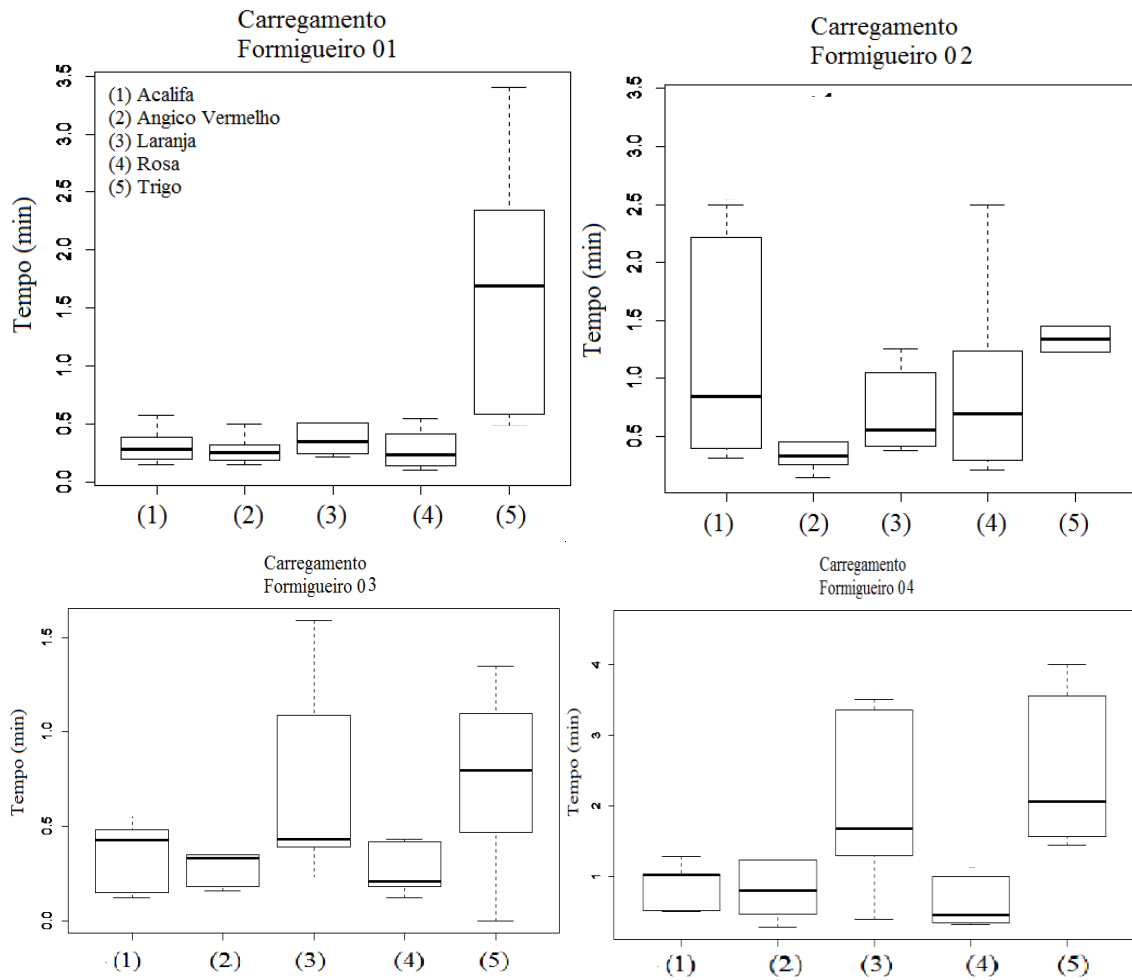 Carregamento
Formigueiro 01
3.5
3.0
2.5
2.0
1.5
1.0
0.5
0.0
Tempo (min)
(1) Acalifa
(2) Angico Vermelho
(3) Laranja
(4) Rosa
(5) Trigo
(1) (2) (3) (4) (5)
Carregamento
Formigueiro 02
3.5
3.0
2.5
2.0
1.5
1.0
0.5
Tempo (min)
(1) (2) (3) (4) (5)
Carregamento
Formigueiro 03
1.5
1.0
0.5
0.0
Tempo (min)
(1) (2) (3) (4) (5)
Carregamento
Formigueiro 04
4
3
2
1
Tempo (min)
(1) (2) (3) (4) (5)